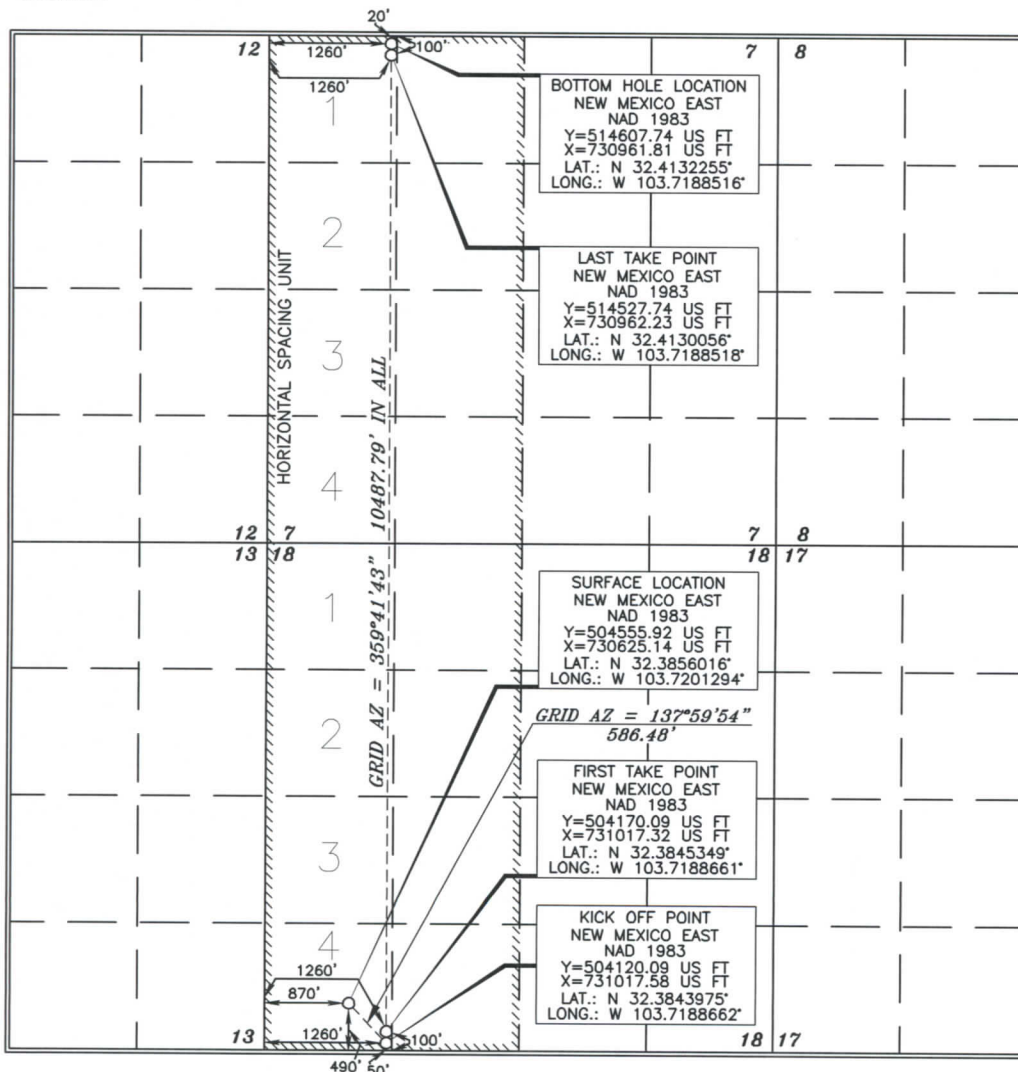 20'
12
1260'
100'
7
8
1260'
1
BOTTOM HOLE LOCATION
NEW MEXICO EAST
NAD 1983
Y=514607.74 US FT
X=730961.81 US FT
LAT.: N 32.4132255°
LONG.: W 103.7188516°
2
HORIZONTAL SPACING UNIT
LAST TAKE POINT
NEW MEXICO EAST
NAD 1983
Y=514527.74 US FT
X=730962.23 US FT
LAT.: N 32.4130056°
LONG.: W 103.7188518°
3
GRID AZ = 359°41'43" 10487.79' IN ALL
4
12
7
7
8
13
18
18
17
1
SURFACE LOCATION
NEW MEXICO EAST
NAD 1983
Y=504555.92 US FT
X=730625.14 US FT
LAT.: N 32.3856016°
LONG.: W 103.7201294°
2
GRID AZ = 137°59'54"
586.48'
FIRST TAKE POINT
NEW MEXICO EAST
NAD 1983
Y=504170.09 US FT
X=731017.32 US FT
LAT.: N 32.3845349°
LONG.: W 103.7188661°
3
KICK OFF POINT
NEW MEXICO EAST
NAD 1983
Y=504120.09 US FT
X=731017.58 US FT
LAT.: N 32.3843975°
LONG.: W 103.7188662°
4
1260'
870'
13
1260'
100'
18
17
490'
50'